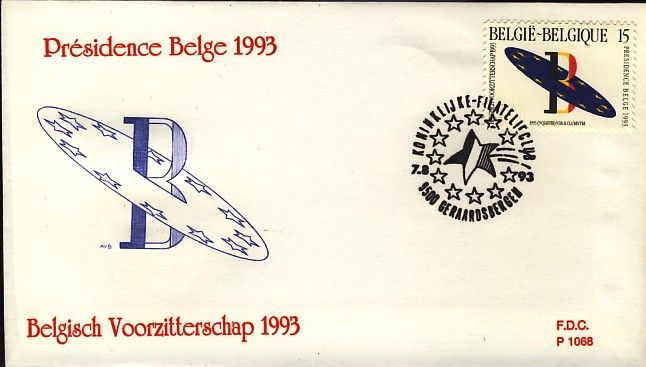 Présidence Belge 1993
BELGIË-BELGIQUE 15
VOORZITTERSCHAP 1993
PRÉSIDENCE BELGE 1993
B
KONINKLIJKE-FILATELIECLUB
7.8 93
9500 GERAARDSBERGEN
B
AVB
Belgisch Voorzitterschap 1993
F.D.C.
P 1068